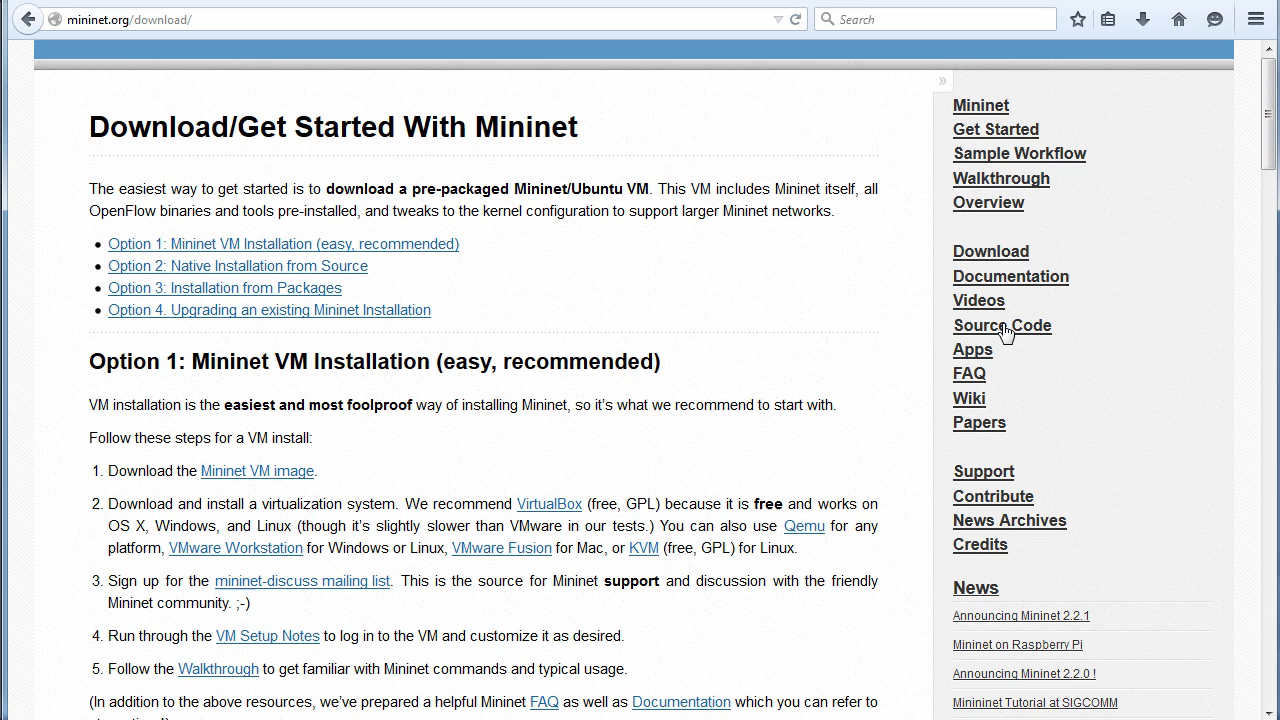 mininet.org/download/
Search
»
Download/Get Started With Mininet
The easiest way to get started is to download a pre-packaged Mininet/Ubuntu VM. This VM includes Mininet itself, all
OpenFlow binaries and tools pre-installed, and tweaks to the kernel configuration to support larger Mininet networks.
• Option 1: Mininet VM Installation (easy, recommended)
• Option 2: Native Installation from Source
• Option 3: Installation from Packages
• Option 4. Upgrading an existing Mininet Installation
Option 1: Mininet VM Installation (easy, recommended)
VM installation is the easiest and most foolproof way of installing Mininet, so it's what we recommend to start with.
Follow these steps for a VM install:
1. Download the Mininet VM image.
2. Download and install a virtualization system. We recommend VirtualBox (free, GPL) because it is free and works on
OS X, Windows, and Linux (though it's slightly slower than VMware in our tests.) You can also use Qemu for any
platform, VMware Workstation for Windows or Linux, VMware Fusion for Mac, or KVM (free, GPL) for Linux.
3. Sign up for the mininet-discuss mailing list. This is the source for Mininet support and discussion with the friendly
Mininet community. ;-)
4. Run through the VM Setup Notes to log in to the VM and customize it as desired.
5. Follow the Walkthrough to get familiar with Mininet commands and typical usage.
(In addition to the above resources, we've prepared a helpful Mininet FAQ as well as Documentation which you can refer to
Mininet
Get Started
Sample Workflow
Walkthrough
Overview
Download
Documentation
Videos
Source Code
Apps
FAQ
Wiki
Papers
Support
Contribute
News Archives
Credits
News
Announcing Mininet 2.2.1
Mininet on Raspberry Pi
Announcing Mininet 2.2.0 !
Minininet Tutorial at SIGCOMM